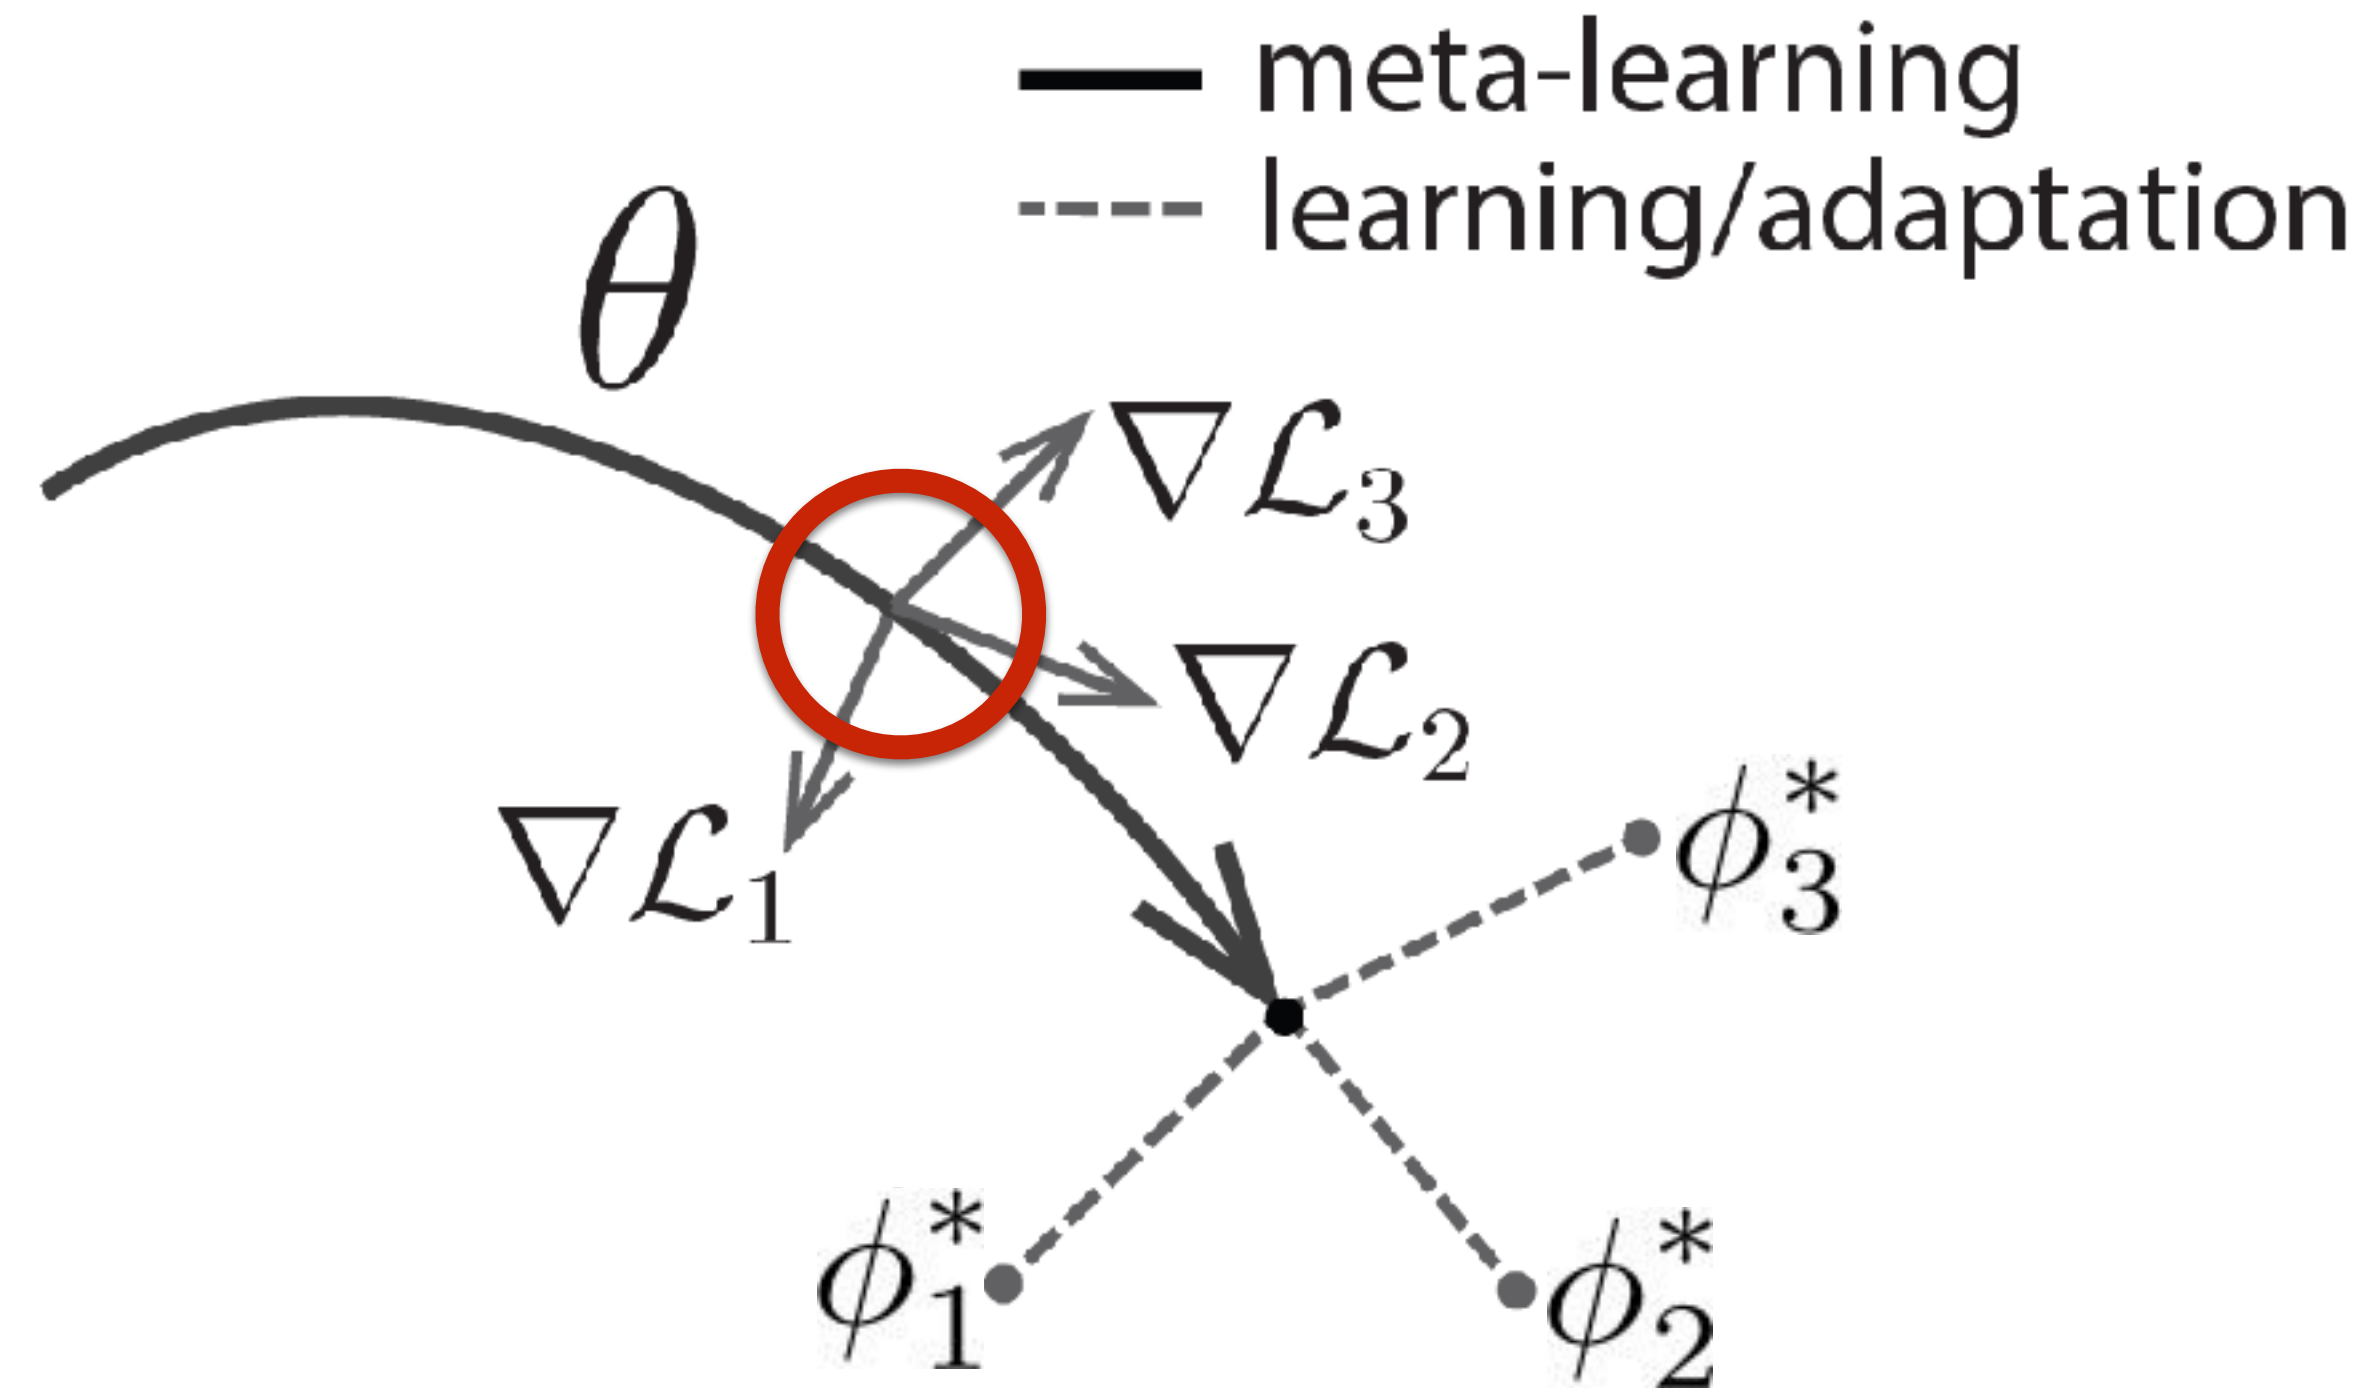 meta-learning
learning/adaptation
θ
∇ℒ₃
∇ℒ₂
∇ℒ₁
ϕ₃*
ϕ₁*
ϕ₂*